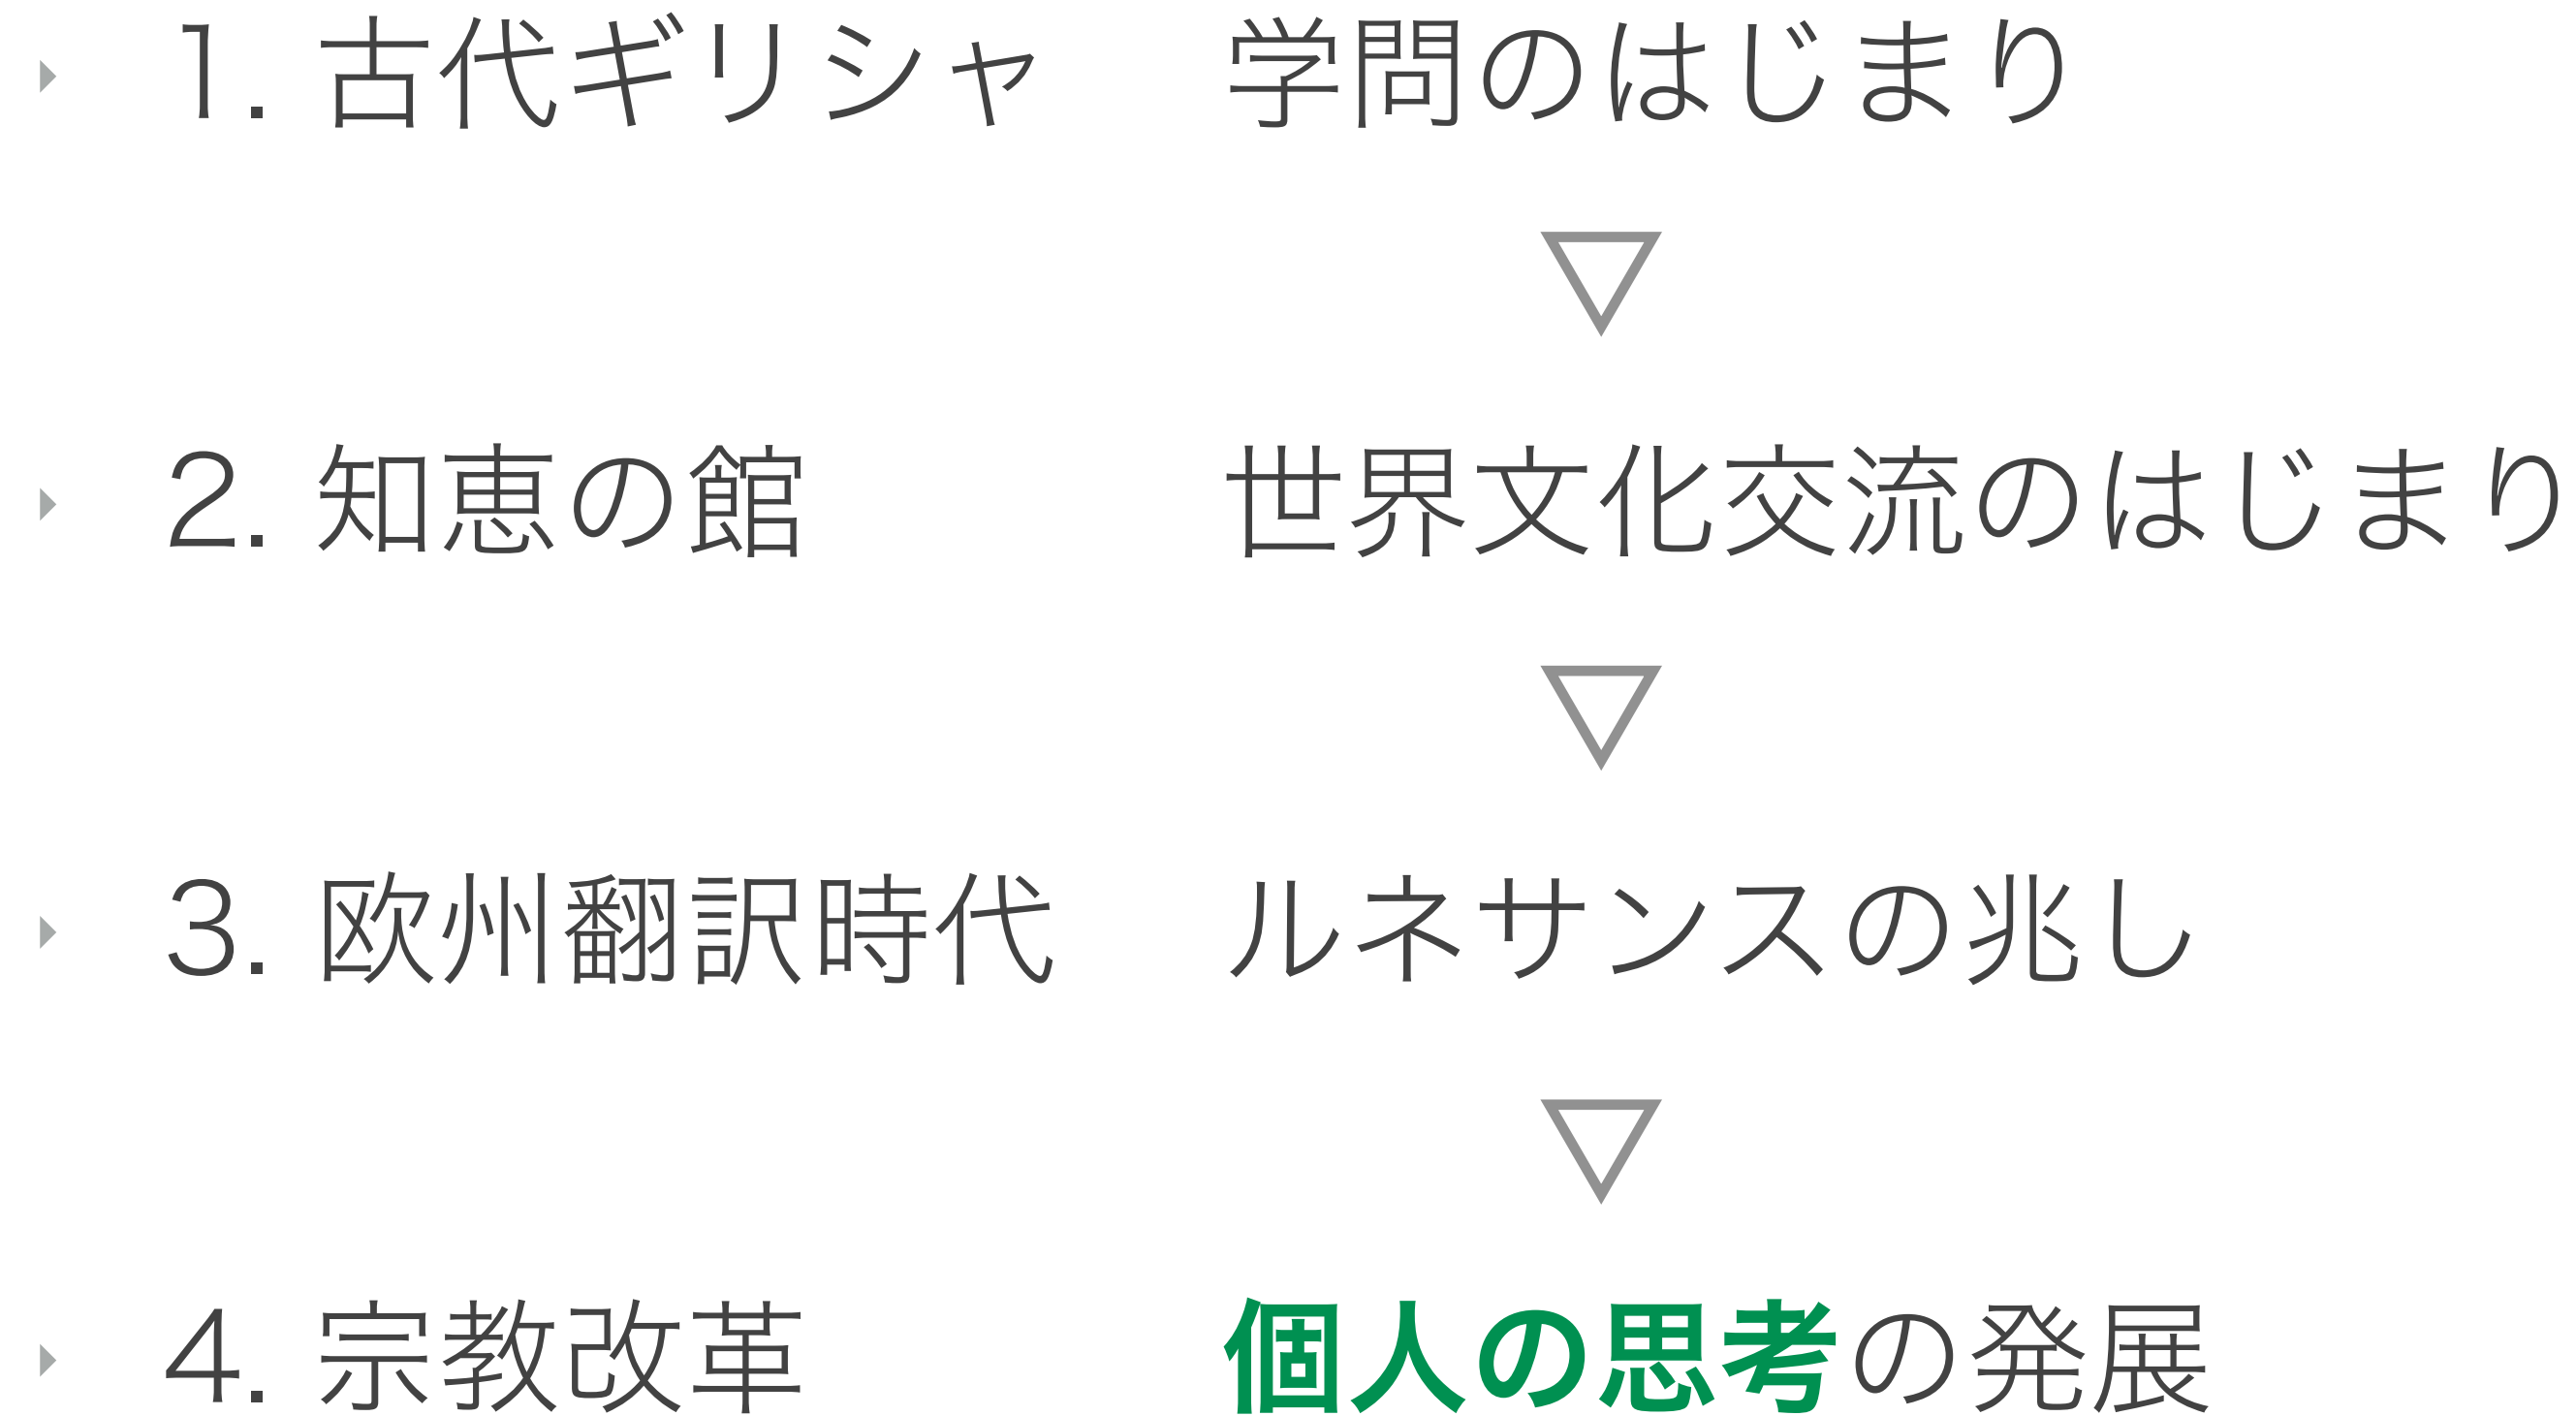 1. 古代ギリシャ 学問のはじまり
2. 知恵の館 世界文化交流のはじまり
3. 欧州翻訳時代 ルネサンスの兆し
4. 宗教改革 個人の思考の発展